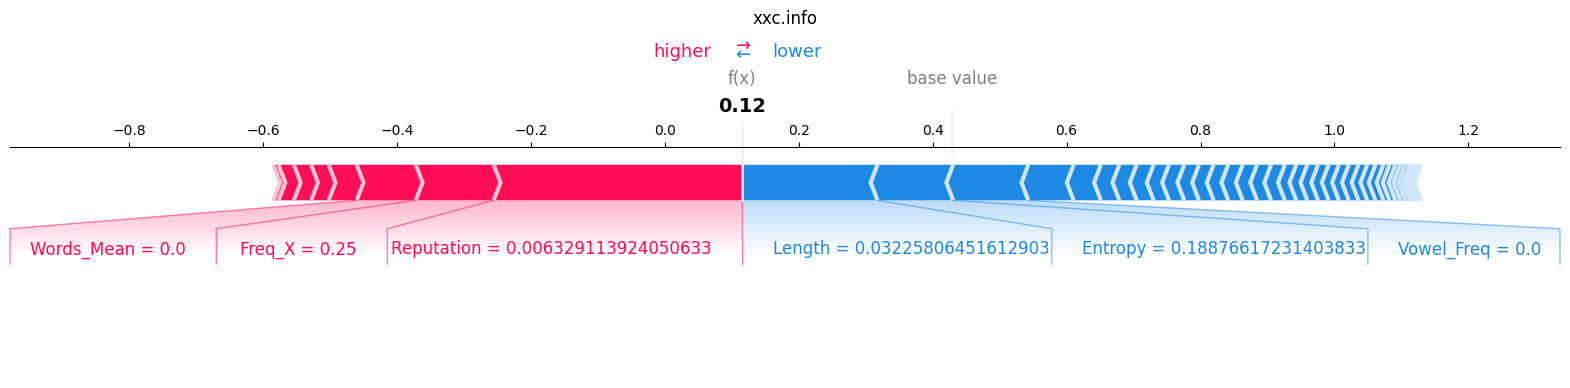 xxc.info
higher ⇄ lower
f(x) base value
0.12
−0.8 −0.6 −0.4 −0.2 0.0 0.2 0.4 0.6 0.8 1.0 1.2
Words_Mean = 0.0 Freq_X = 0.25 Reputation = 0.006329113924050633 Length = 0.03225806451612903 Entropy = 0.18876617231403833 Vowel_Freq = 0.0